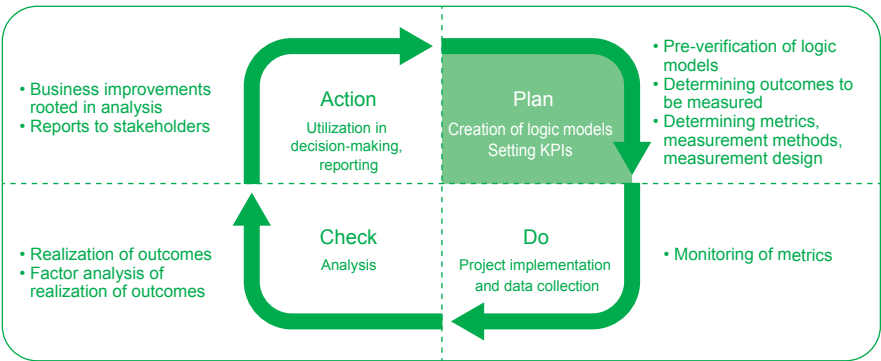 • Business improvements
rooted in analysis
• Reports to stakeholders
Action
Utilization in
decision-making,
reporting
Plan
Creation of logic models
Setting KPIs
• Pre-verification of logic
models
• Determining outcomes to
be measured
• Determining metrics,
measurement methods,
measurement design
• Realization of outcomes
• Factor analysis of
realization of outcomes
Check
Analysis
Do
Project implementation
and data collection
• Monitoring of metrics